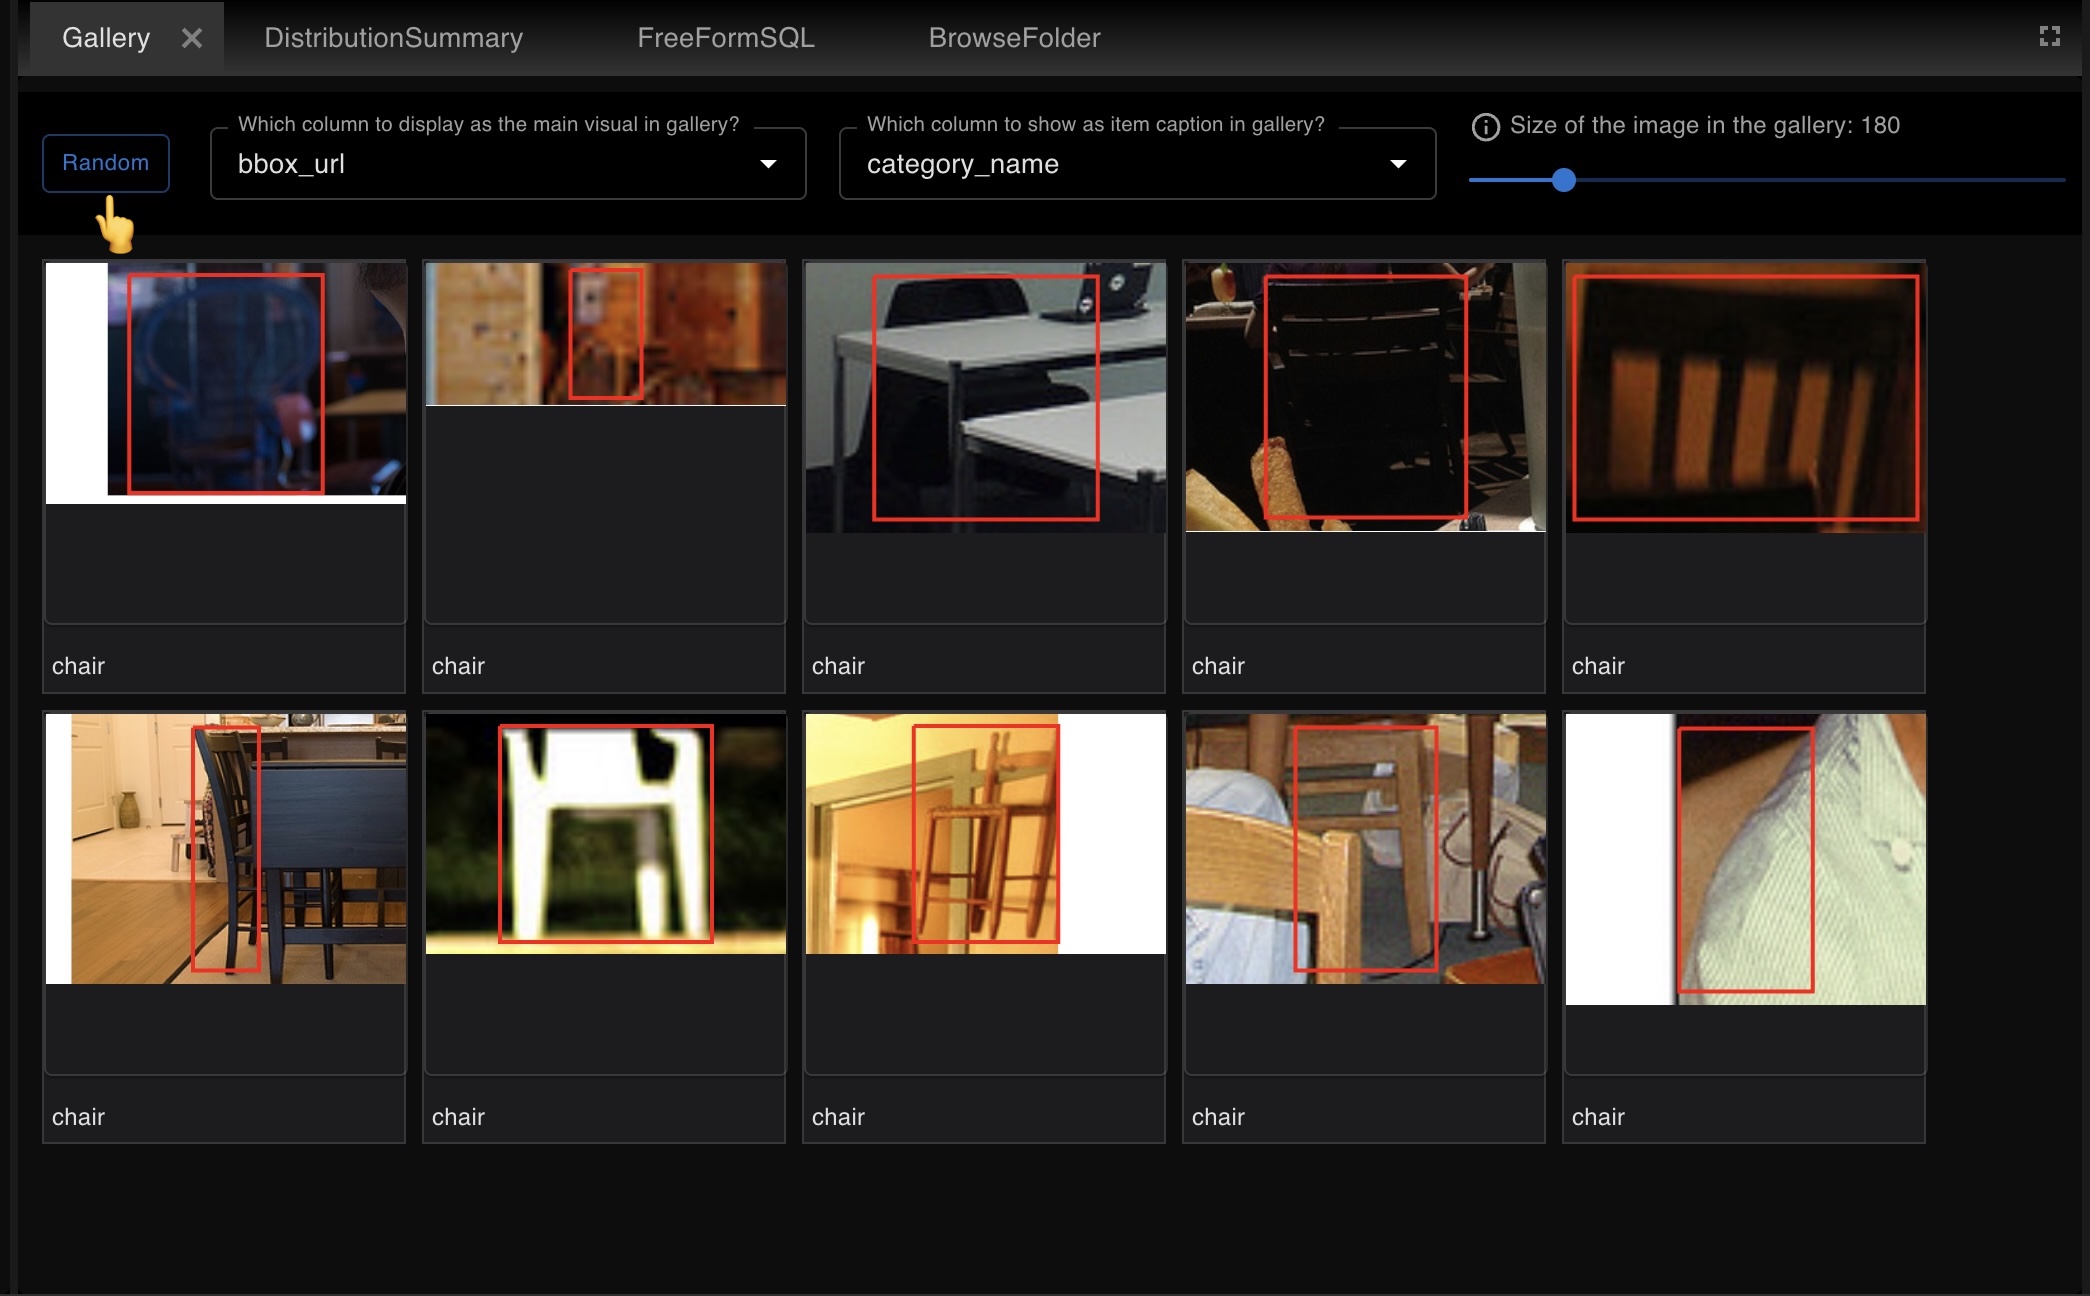 Gallery
DistributionSummary
FreeFormSQL
BrowseFolder
Random
Which column to display as the main visual in gallery?
bbox_url
Which column to show as item caption in gallery?
category_name
Size of the image in the gallery: 180
chair
chair
chair
chair
chair
chair
chair
chair
chair
chair